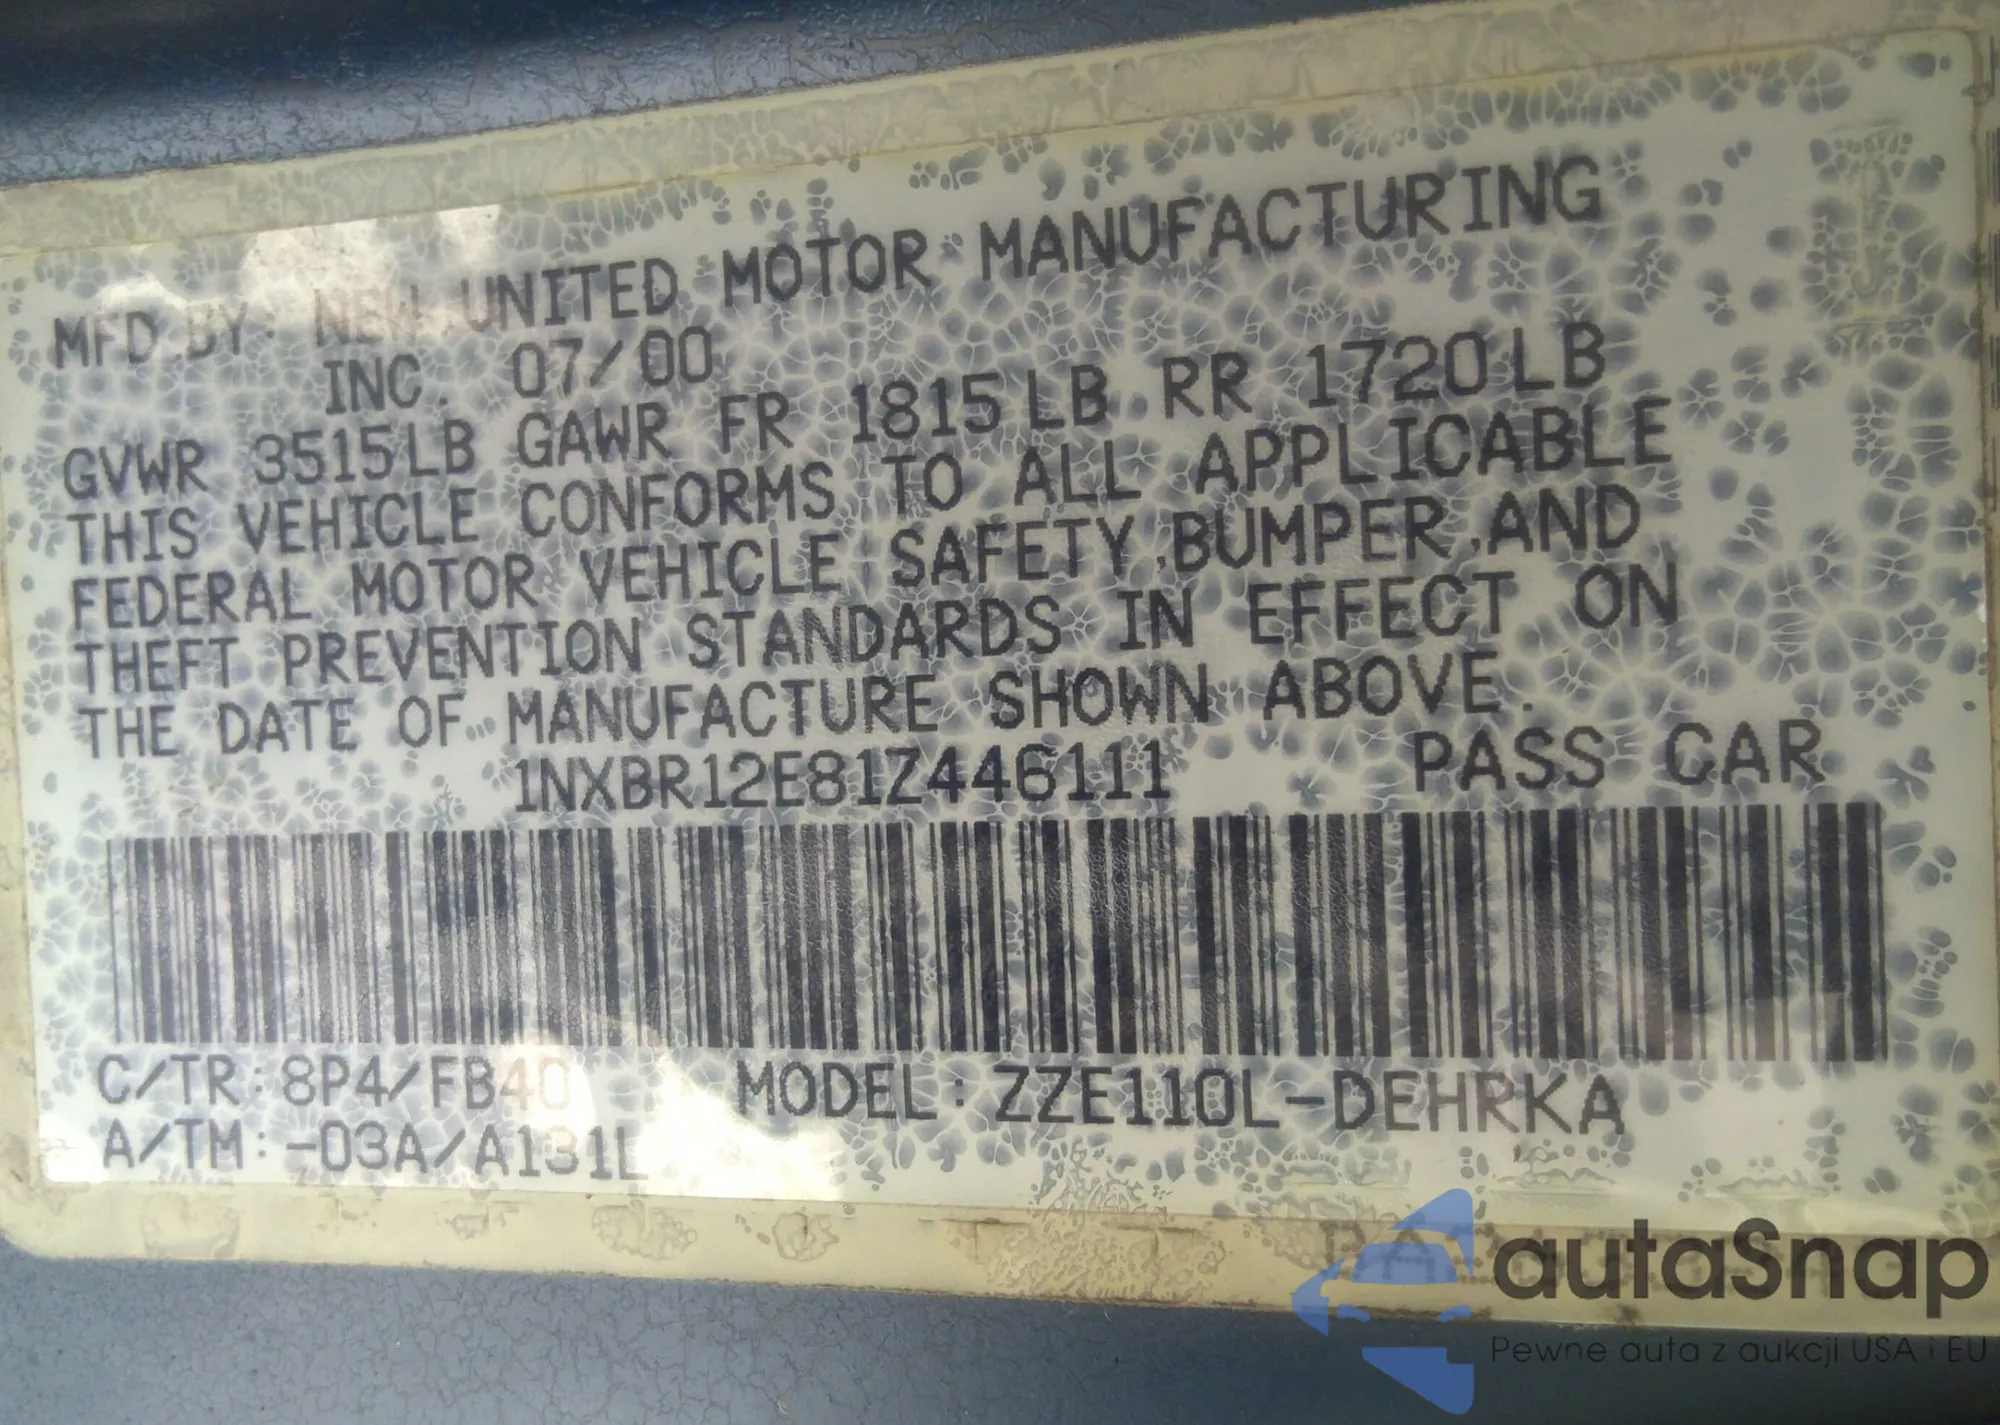 MFD.BY: NEW UNITED MOTOR MANUFACTURING
INC. 07/00
GVWR 3515LB GAWR FR 1815LB RR 1720LB
THIS VEHICLE CONFORMS TO ALL APPLICABLE
FEDERAL MOTOR VEHICLE SAFETY,BUMPER,AND
THEFT PREVENTION STANDARDS IN EFFECT ON
THE DATE OF MANUFACTURE SHOWN ABOVE.
1NXBR12E81Z446111 PASS CAR
C/TR: 8P4/FB40 MODEL: ZZE110L-DEHRKA
A/TM: -03A/A131L
autaSnap
Pewne auta z aukcji USA i EU